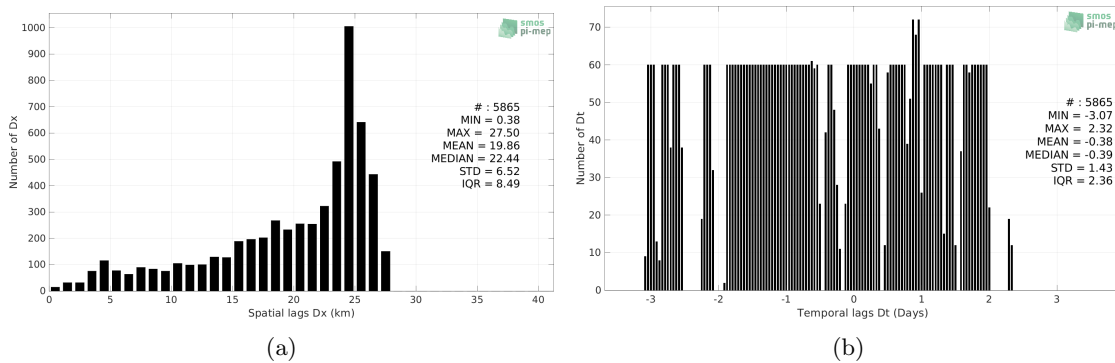 1000
900
800
700
600
500
400
300
200
100
0
Number of Dx
smos
pi-mep
# : 5865
MIN = 0.38
MAX = 27.50
MEAN = 19.86
MEDIAN = 22.44
STD = 6.52
IQR = 8.49
0 5 10 15 20 25 30 35 40
Spatial lags Dx (km)
(a)
70
60
50
40
30
20
10
0
Number of Dt
smos
pi-mep
# : 5865
MIN = -3.07
MAX = 2.32
MEAN = -0.38
MEDIAN = -0.39
STD = 1.43
IQR = 2.36
-3 -2 -1 0 1 2 3
Temporal lags Dt (Days)
(b)